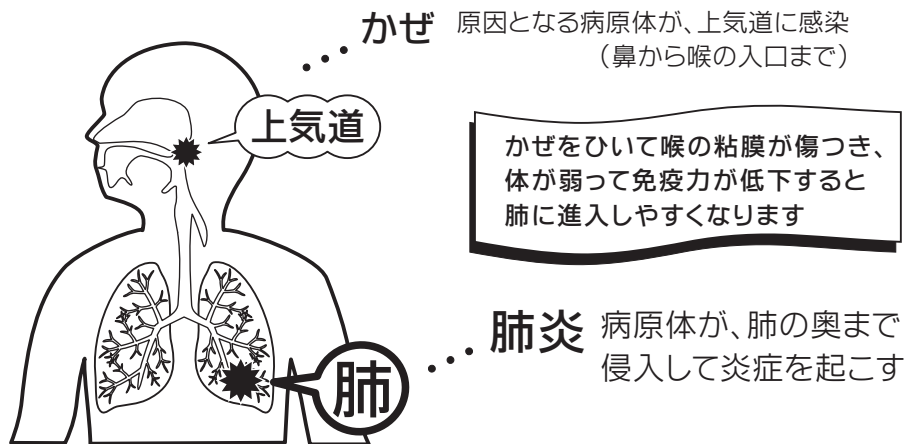 かぜ 原因となる病原体が、上気道に感染
（鼻から喉の入口まで）
上気道
かぜをひいて喉の粘膜が傷つき、
体が弱って免疫力が低下すると
肺に進入しやすくなります
肺炎 病原体が、肺の奥まで
侵入して炎症を起こす
肺